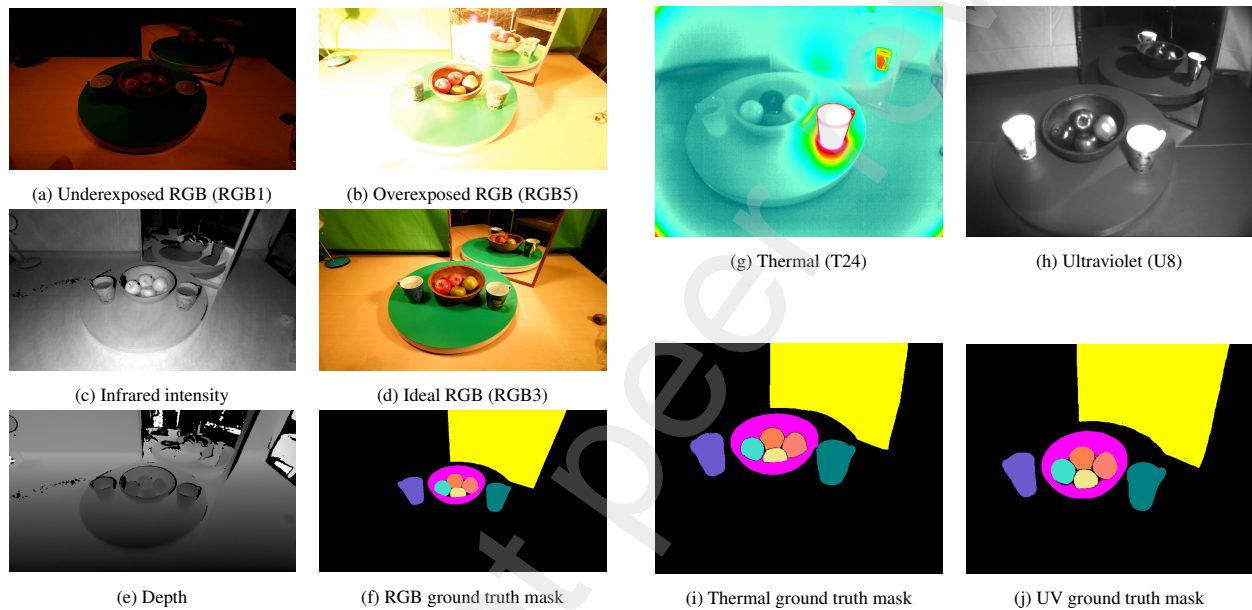 (a) Underexposed RGB (RGB1)
(b) Overexposed RGB (RGB5)
(c) Infrared intensity
(d) Ideal RGB (RGB3)
(e) Depth
(f) RGB ground truth mask
(g) Thermal (T24)
(h) Ultraviolet (U8)
(i) Thermal ground truth mask
(j) UV ground truth mask